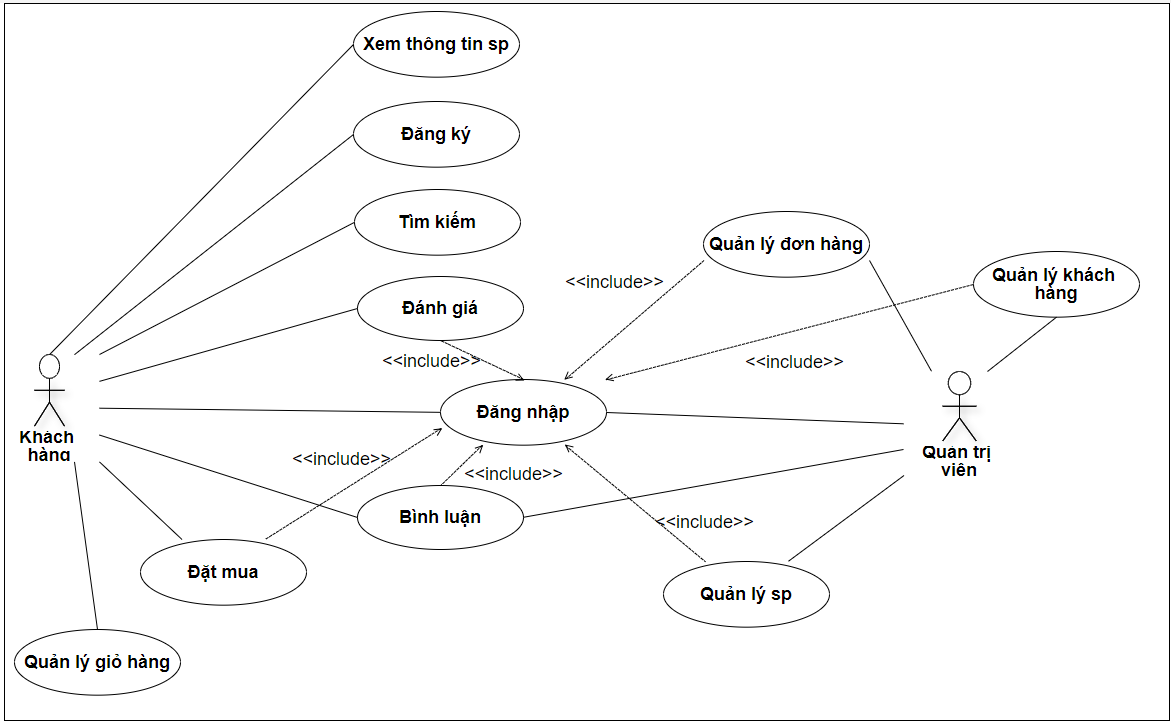 Xem thông tin sp
Đăng ký
Tìm kiếm
Quản lý đơn hàng
Quản lý khách
hàng
<<include>>
Đánh giá
<<include>>
<<include>>
Đăng nhập
Khách
hàng
Quản trị
viên
<<include>>
<<include>>
Bình luận
<<include>>
Đặt mua
Quản lý sp
Quản lý giỏ hàng